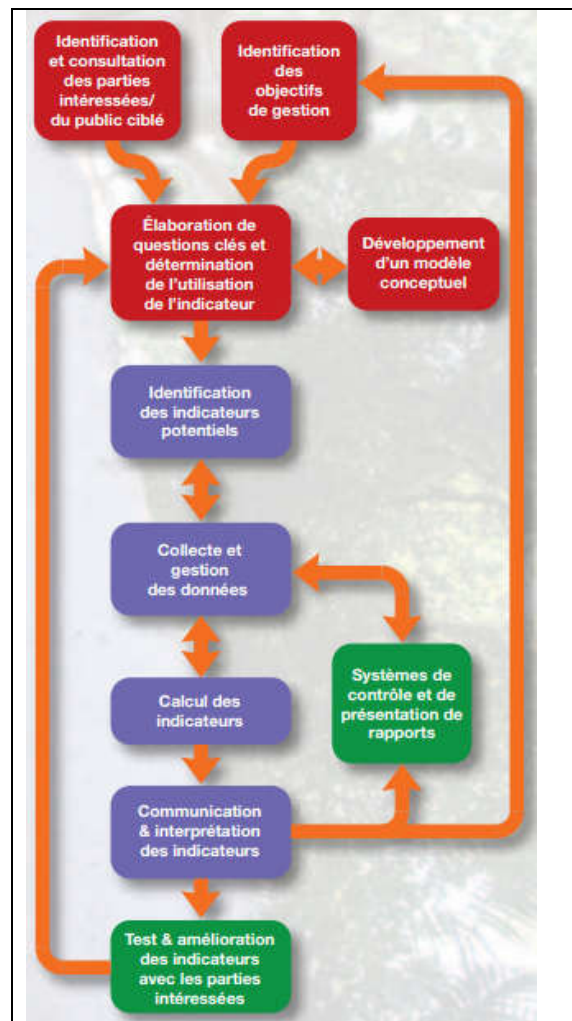 Identification
et consultation
des parties
intéressées/
du public ciblé
Identification
des
objectifs
de gestion
Élaboration de
questions clés et
détermination
de l'utilisation
de l'indicateur
Développement
d'un modèle
conceptuel
Identification
des indicateurs
potentiels
Collecte et
gestion
des données
Systèmes de
contrôle et de
présentation de
rapports
Calcul des
indicateurs
Communication
& interprétation
des indicateurs
Test & amélioration
des indicateurs
avec les parties
intéressées